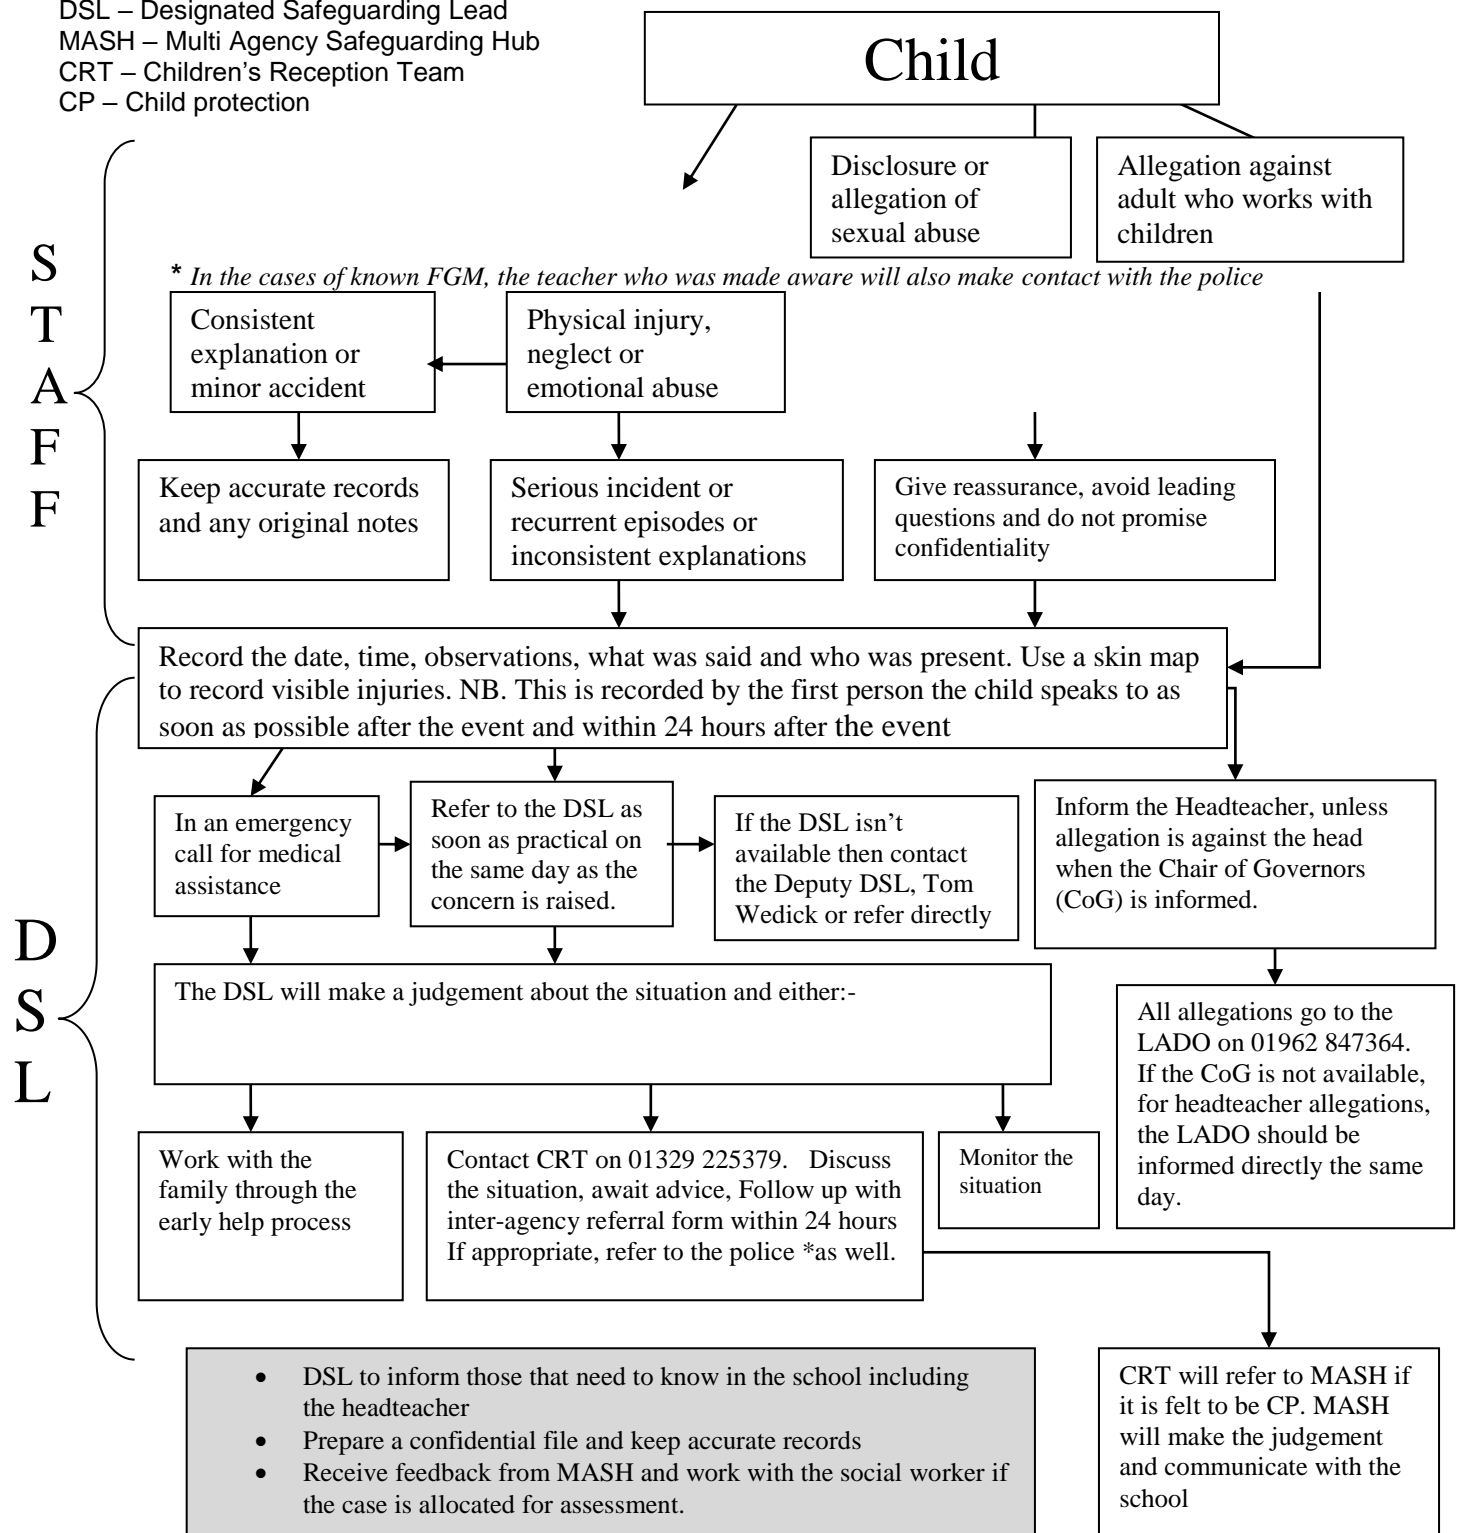 DSL – Designated Safeguarding Lead
MASH – Multi Agency Safeguarding Hub
CRT – Children's Reception Team
CP – Child protection
Child
Disclosure or
allegation of
sexual abuse
Allegation against
adult who works with
children
* In the cases of known FGM, the teacher who was made aware will also make contact with the police
S
T
A
F
F
Consistent
explanation or
minor accident
Physical injury,
neglect or
emotional abuse
Keep accurate records
and any original notes
Serious incident or
recurrent episodes or
inconsistent explanations
Give reassurance, avoid leading
questions and do not promise
confidentiality
Record the date, time, observations, what was said and who was present. Use a skin map
to record visible injuries. NB. This is recorded by the first person the child speaks to as
soon as possible after the event and within 24 hours after the event
D
S
L
In an emergency
call for medical
assistance
Refer to the DSL as
soon as practical on
the same day as the
concern is raised.
If the DSL isn't
available then contact
the Deputy DSL, Tom
Wedick or refer directly
Inform the Headteacher, unless
allegation is against the head
when the Chair of Governors
(CoG) is informed.
The DSL will make a judgement about the situation and either:-
All allegations go to the
LADO on 01962 847364.
If the CoG is not available,
for headteacher allegations,
the LADO should be
informed directly the same
day.
Work with the
family through the
early help process
Contact CRT on 01329 225379. Discuss
the situation, await advice, Follow up with
inter-agency referral form within 24 hours
If appropriate, refer to the police *as well.
Monitor the
situation
• DSL to inform those that need to know in the school including
the headteacher
• Prepare a confidential file and keep accurate records
• Receive feedback from MASH and work with the social worker if
the case is allocated for assessment.
CRT will refer to MASH if
it is felt to be CP. MASH
will make the judgement
and communicate with the
school